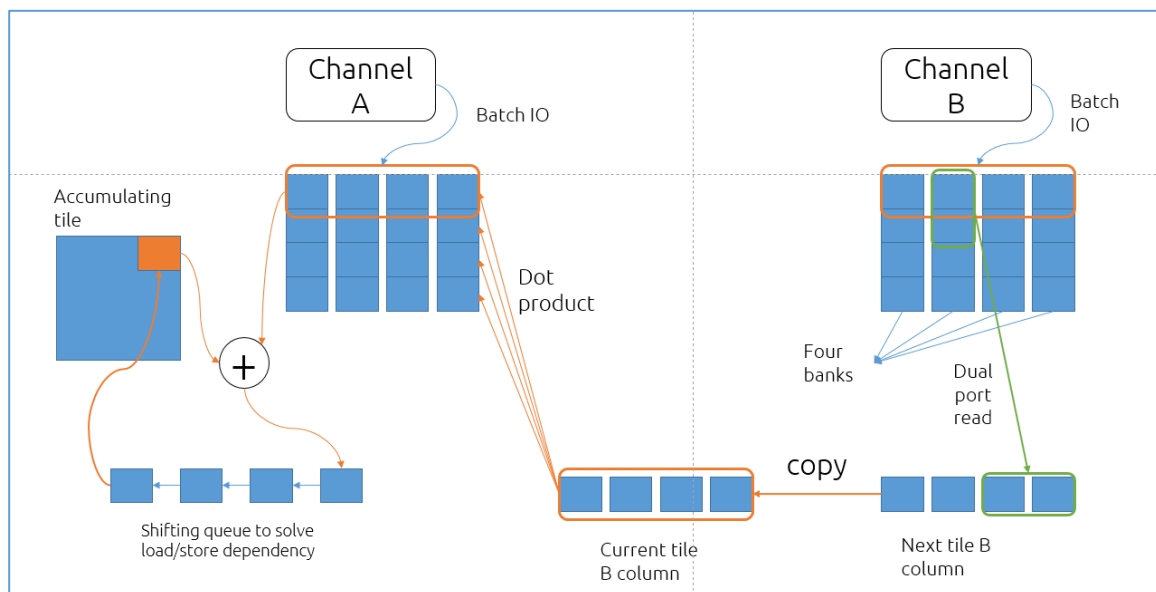 Channel
A
Batch IO
Channel
B
Batch
IO
Accumulating
tile
Dot
product
+
Four
banks
Dual
port
read
copy
Shifting queue to solve
load/store dependency
Current tile
B column
Next tile B
column